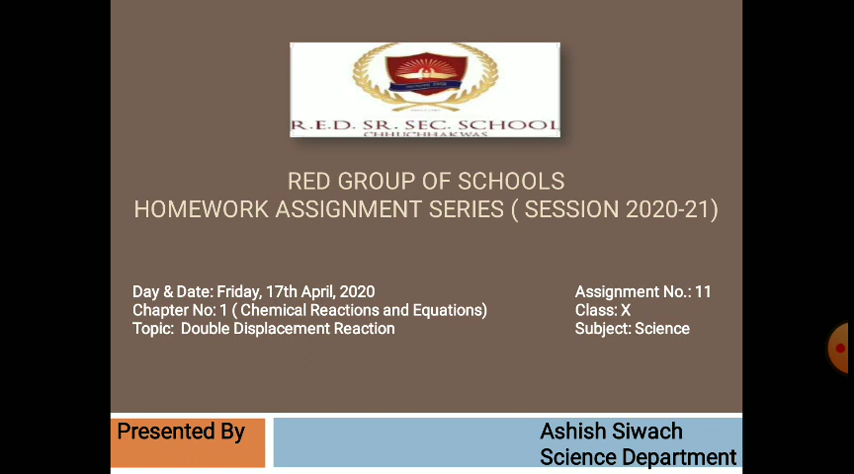 R.E.D. SR. SEC. SCHOOL
CHHUCHHAKWAS
RED GROUP OF SCHOOLS
HOMEWORK ASSIGNMENT SERIES ( SESSION 2020-21)
Day & Date: Friday, 17th April, 2020
Chapter No: 1 ( Chemical Reactions and Equations)
Topic: Double Displacement Reaction
Assignment No.: 11
Class: X
Subject: Science
Presented By
Ashish Siwach
Science Department